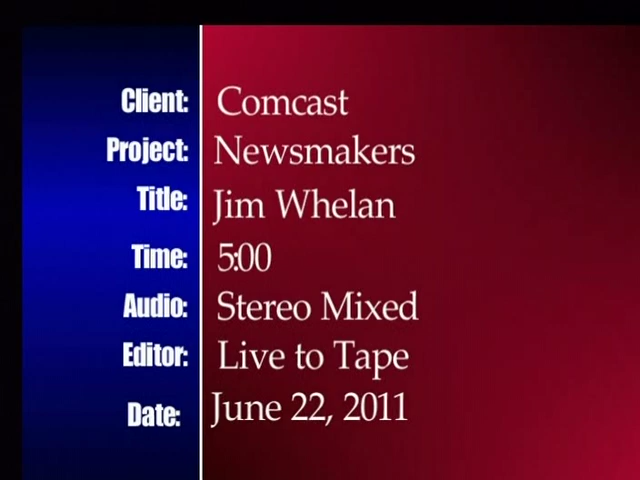 Client: Comcast
Project: Newsmakers
Title: Jim Whelan
Time: 5:00
Audio: Stereo Mixed
Editor: Live to Tape
Date: June 22, 2011